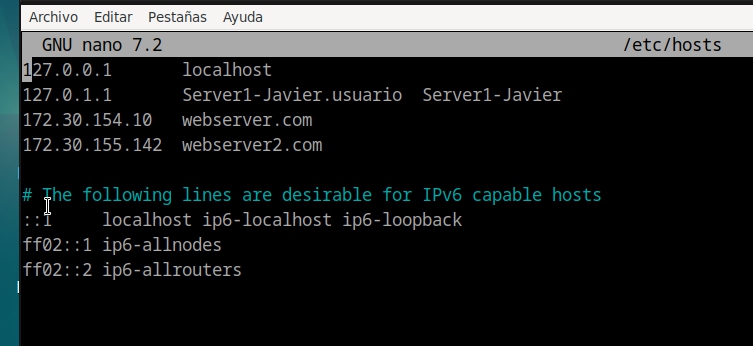 Archivo Editar Pestañas Ayuda
GNU nano 7.2 /etc/hosts
127.0.0.1 localhost
127.0.1.1 Server1-Javier.usuario Server1-Javier
172.30.154.10 webserver.com
172.30.155.142 webserver2.com
# The following lines are desirable for IPv6 capable hosts
::1 localhost ip6-localhost ip6-loopback
ff02::1 ip6-allnodes
ff02::2 ip6-allrouters